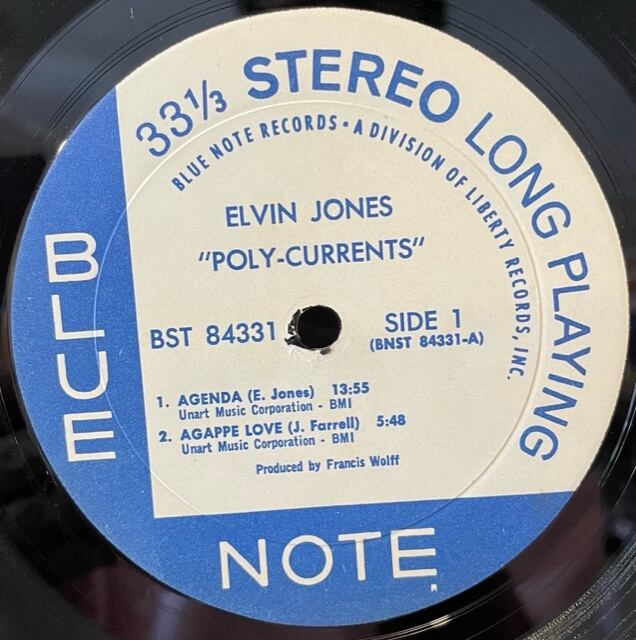 33⅓ STEREO LONG PLAYING
BLUE NOTE RECORDS • A DIVISION OF LIBERTY RECORDS, INC.
ELVIN JONES
"POLY-CURRENTS"
BST 84331
SIDE 1
(BNST 84331-A)
1. AGENDA (E. Jones) 13:55
Unart Music Corporation - BMI
2. AGAPPE LOVE (J. Farrell) 5:48
Unart Music Corporation - BMI
Produced by Francis Wolff
BLUE
NOTE